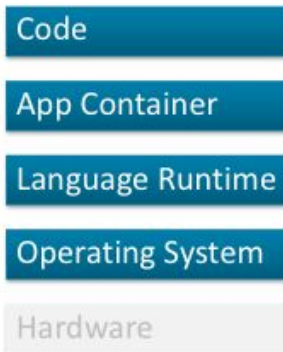 Code
App Container
Language Runtime
Operating System
Hardware